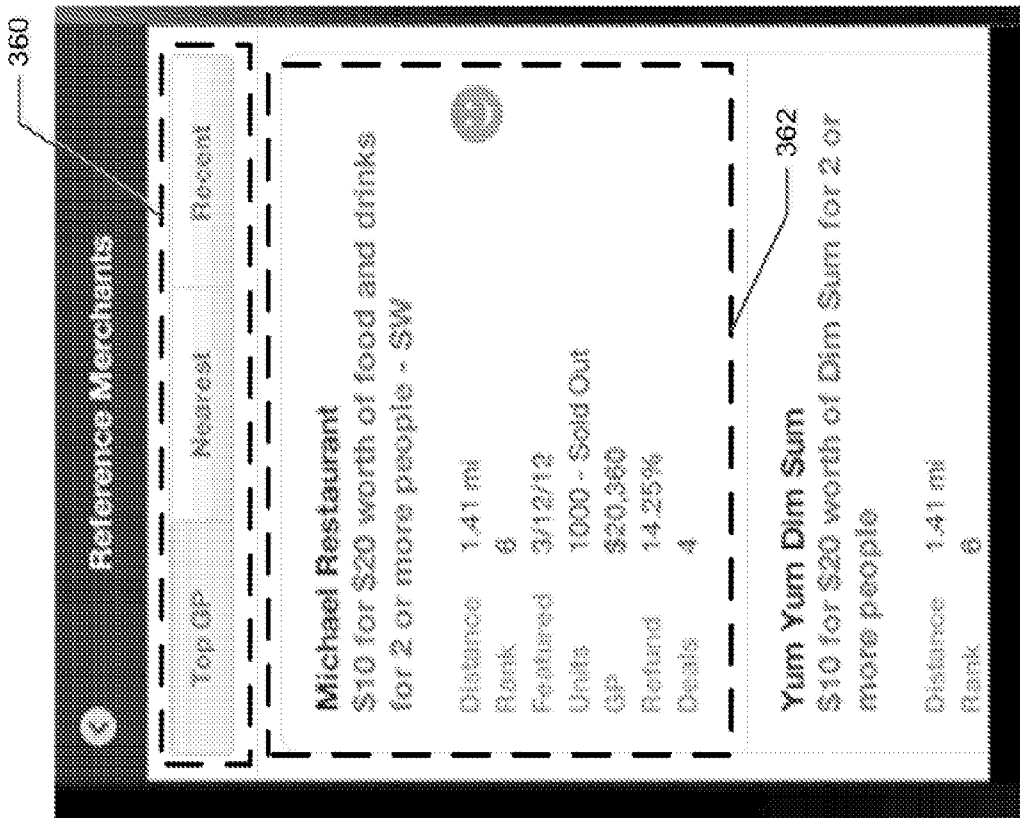 360
Reference Merchants
Top GP Nearest Recent
Michael Restaurant
$10 for $20 worth of food and drinks
for 2 or more people - SW
Distance 1.41 mi
Rank 6
Featured 3/12/12
Units 1000 - Sold Out
GP $20,360
Refund 14.25%
Deals 4
362
Yum Yum Dim Sum
$10 for $20 worth of Dim Sum for 2 or
more people
Distance 1.41 mi
Rank 6